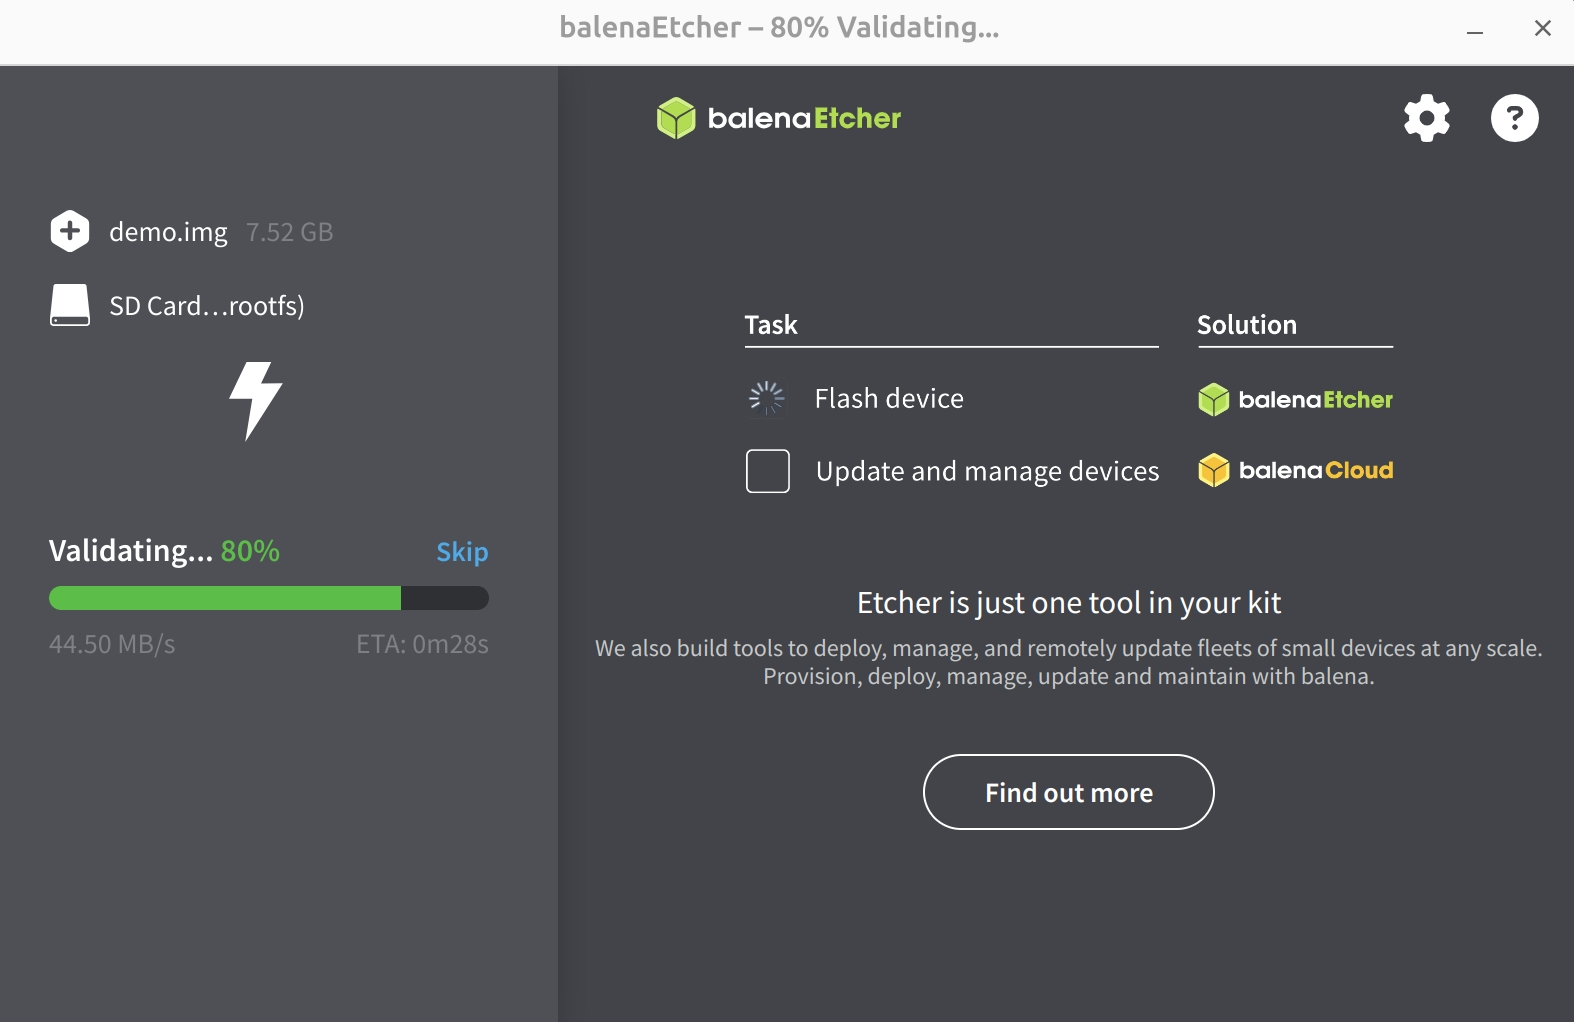 balenaEtcher – 80% Validating...
balenaEtcher
?
demo.img 7.52 GB
SD Card…rootfs)
Validating... 80% Skip
44.50 MB/s ETA: 0m28s
Task Solution
Flash device balenaEtcher
Update and manage devices balenaCloud
Etcher is just one tool in your kit
We also build tools to deploy, manage, and remotely update fleets of small devices at any scale.
Provision, deploy, manage, update and maintain with balena.
Find out more